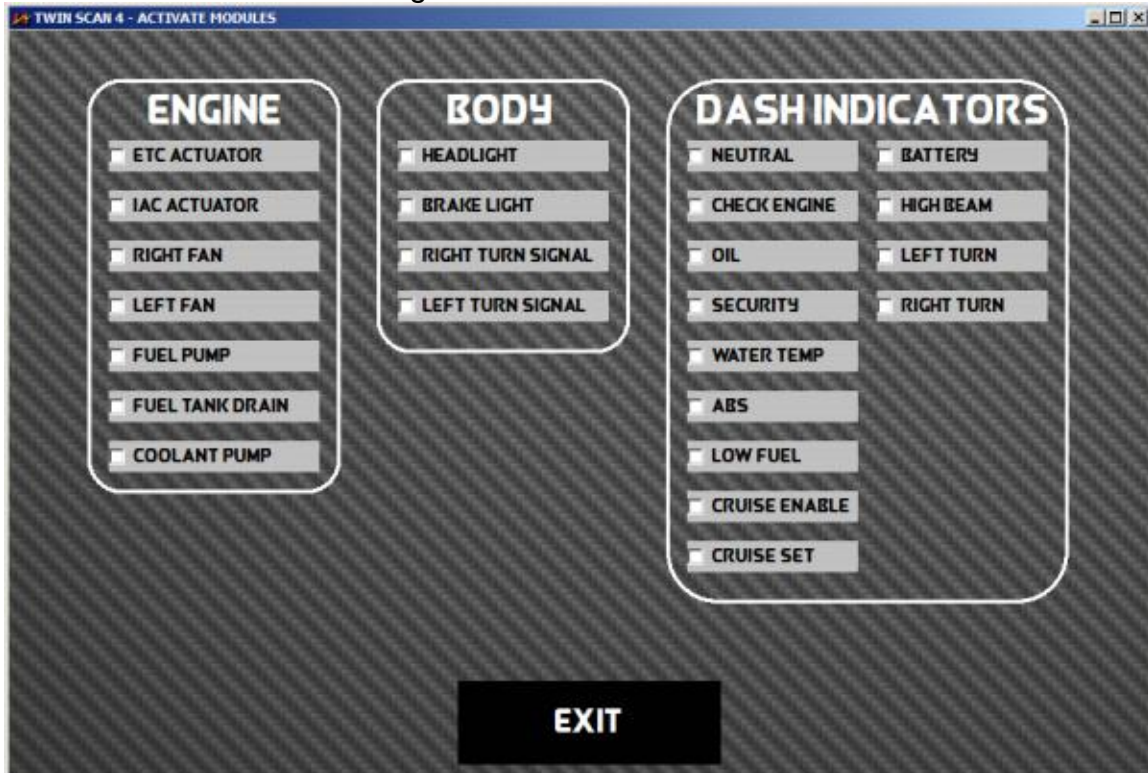 TWIN SCAN 4 - ACTIVATE MODULES
ENGINE
ETC ACTUATOR
IAC ACTUATOR
RIGHT FAN
LEFT FAN
FUEL PUMP
FUEL TANK DRAIN
COOLANT PUMP
BODY
HEADLIGHT
BRAKE LIGHT
RIGHT TURN SIGNAL
LEFT TURN SIGNAL
DASH INDICATORS
NEUTRAL
CHECK ENGINE
OIL
SECURITY
WATER TEMP
ABS
LOW FUEL
CRUISE ENABLE
CRUISE SET
BATTERY
HIGH BEAM
LEFT TURN
RIGHT TURN
EXIT